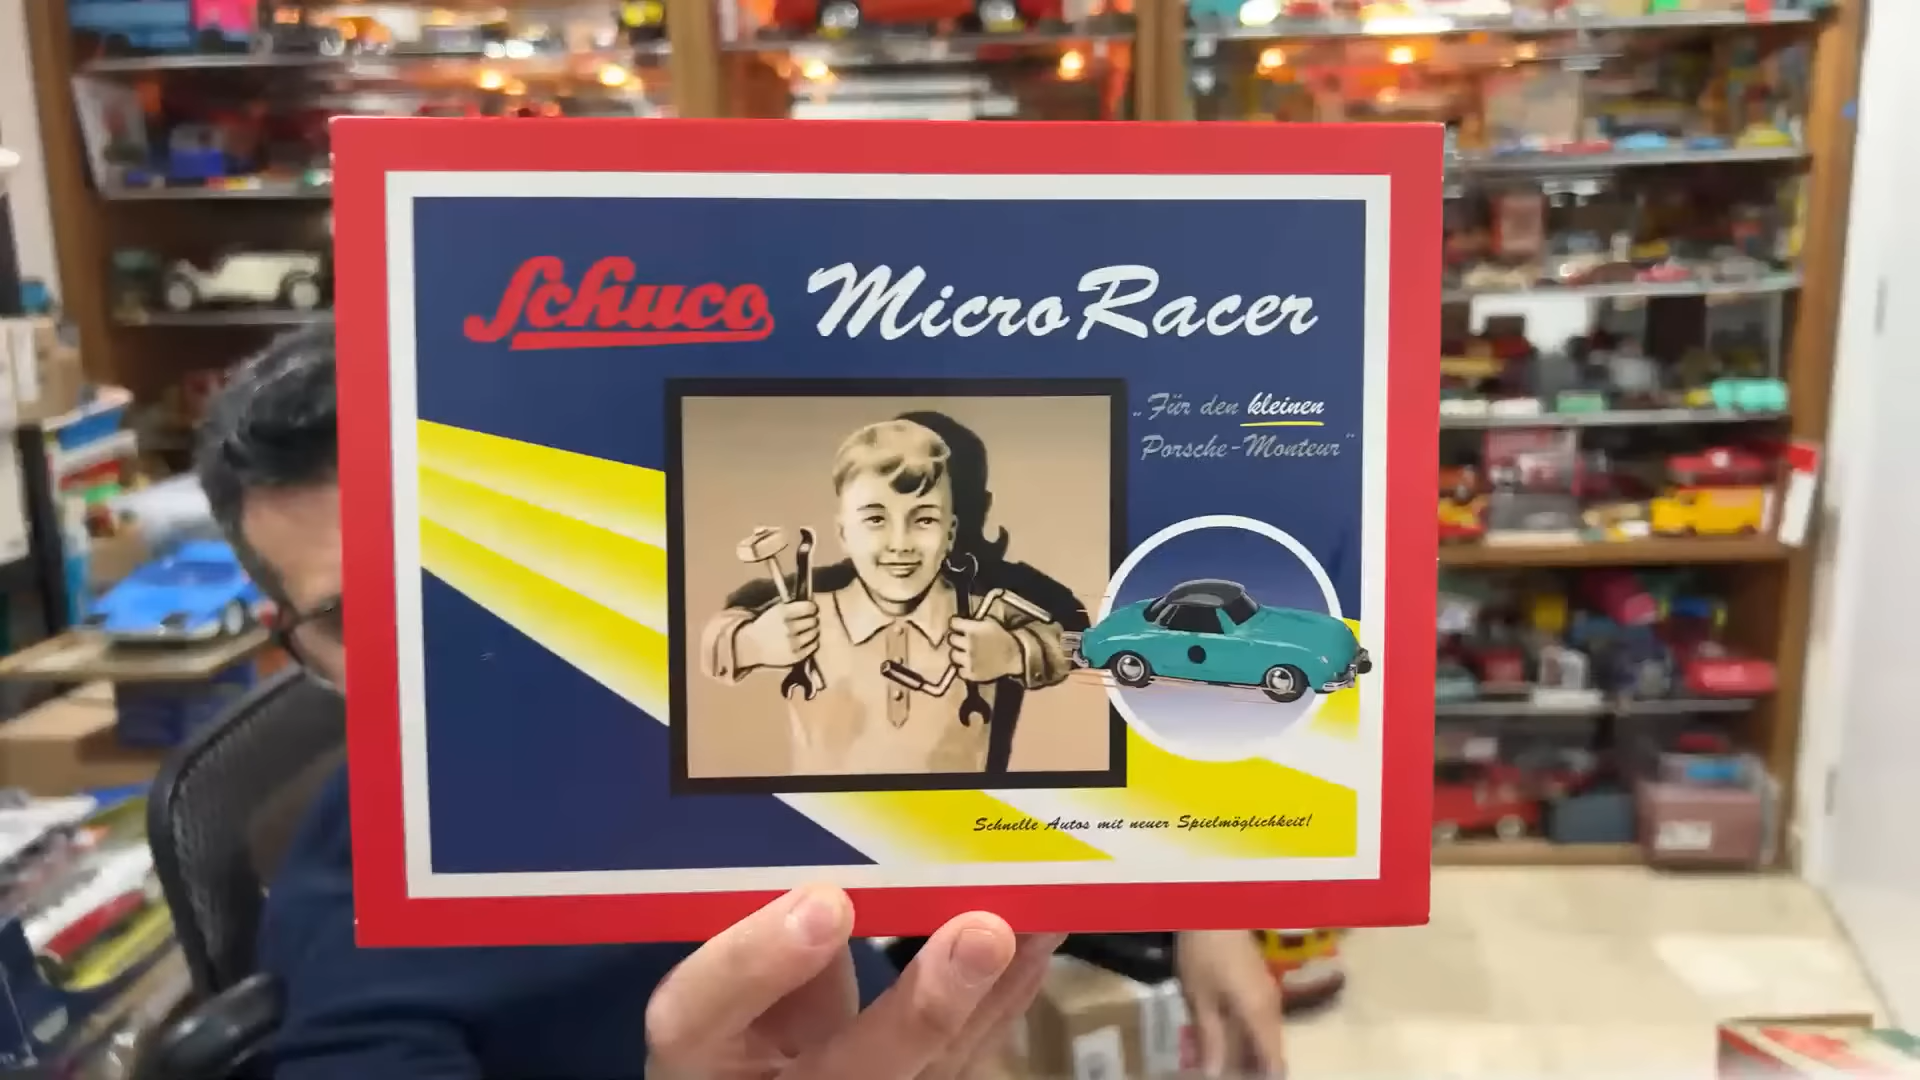 Schuco MicroRacer
„Für den kleinen
Porsche-Monteur"
Schnelle Autos mit neuer Spielmöglichkeit!